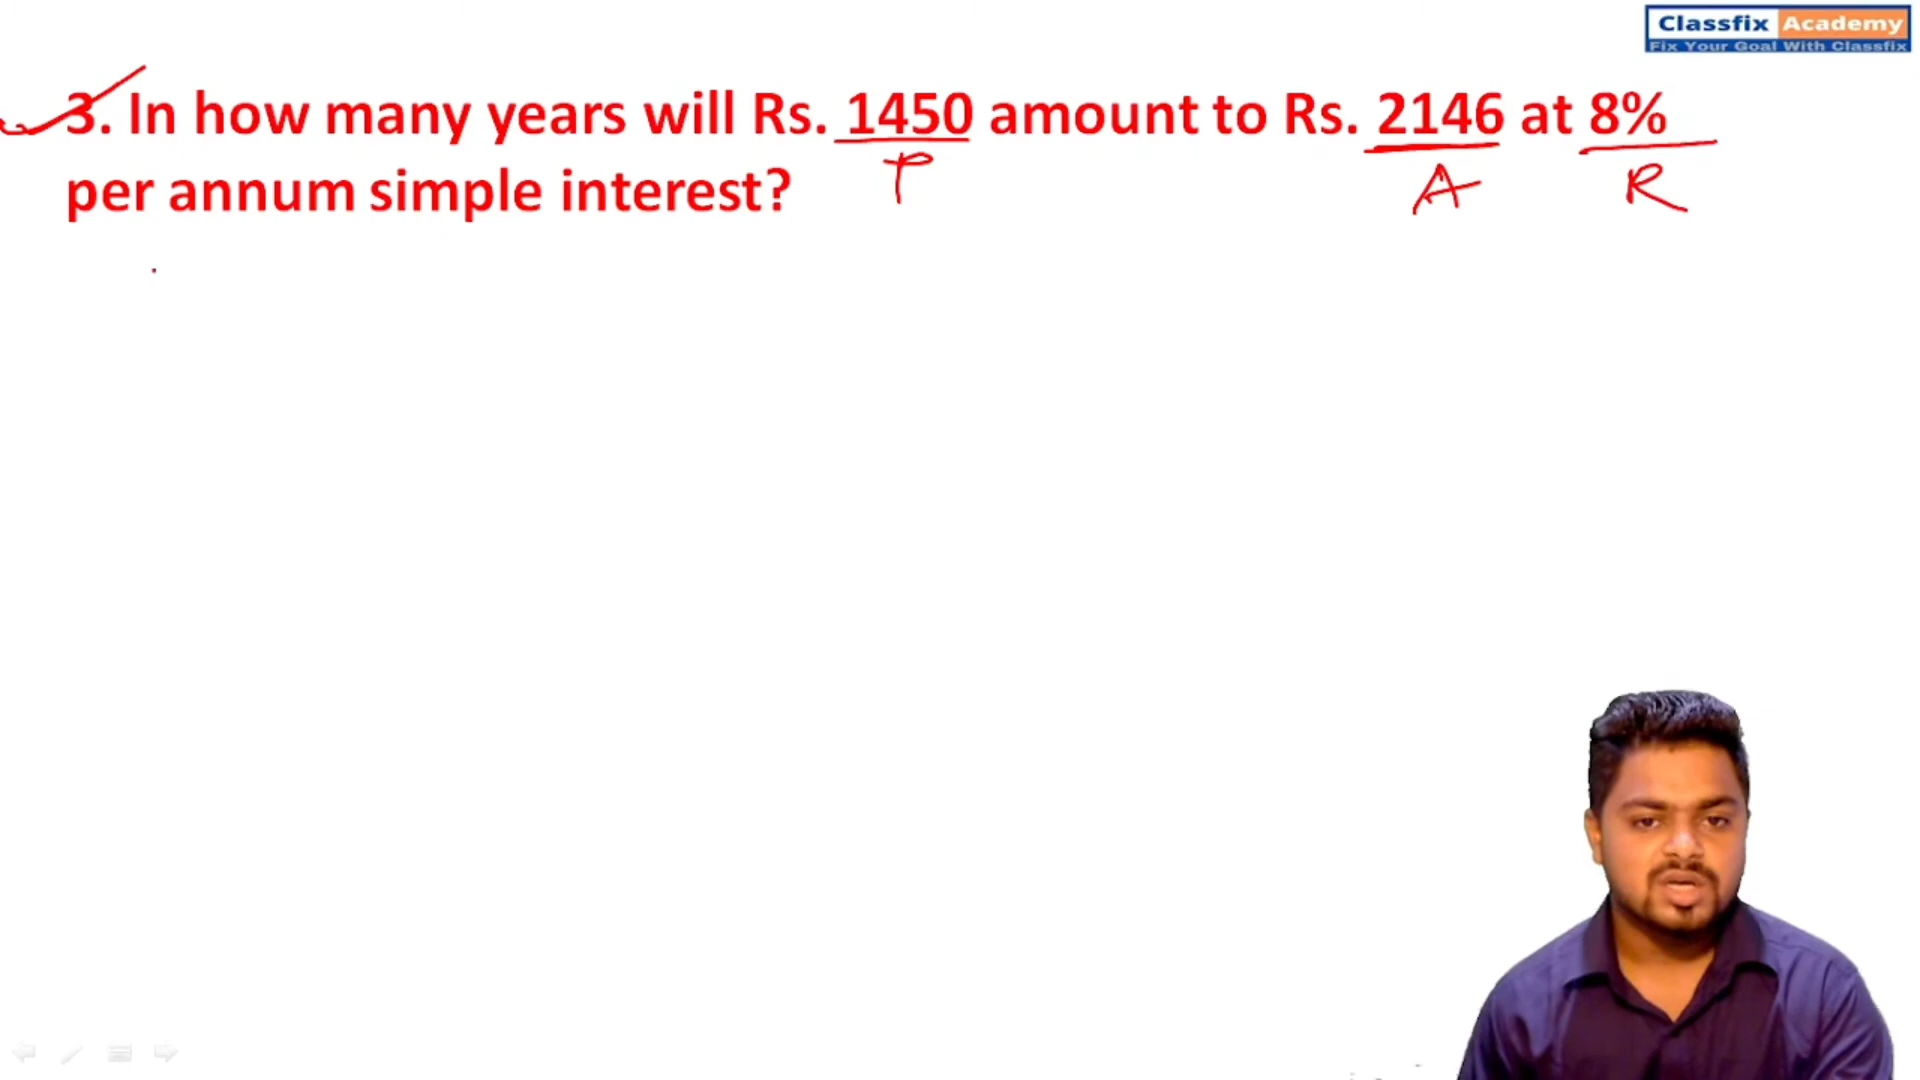 Classfix Academy
Fix Your Goal With Classfix
3. In how many years will Rs. 1450 amount to Rs. 2146 at 8%
P A R
per annum simple interest?